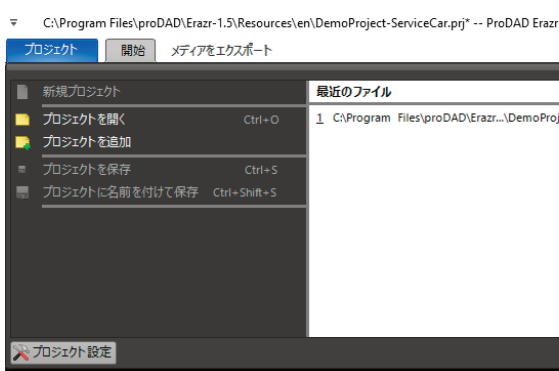 C:\Program Files\proDAD\Erazr-1.5\Resources\en\DemoProject-ServiceCar.prj* -- ProDAD Erazr
プロジェクト 開始 メディアをエクスポート
新規プロジェクト
プロジェクトを開く Ctrl+O
プロジェクトを追加
プロジェクトを保存 Ctrl+S
プロジェクトに名前を付けて保存 Ctrl+Shift+S
最近のファイル
1 C:\Program Files\proDAD\Erazr...\DemoProj
プロジェクト設定